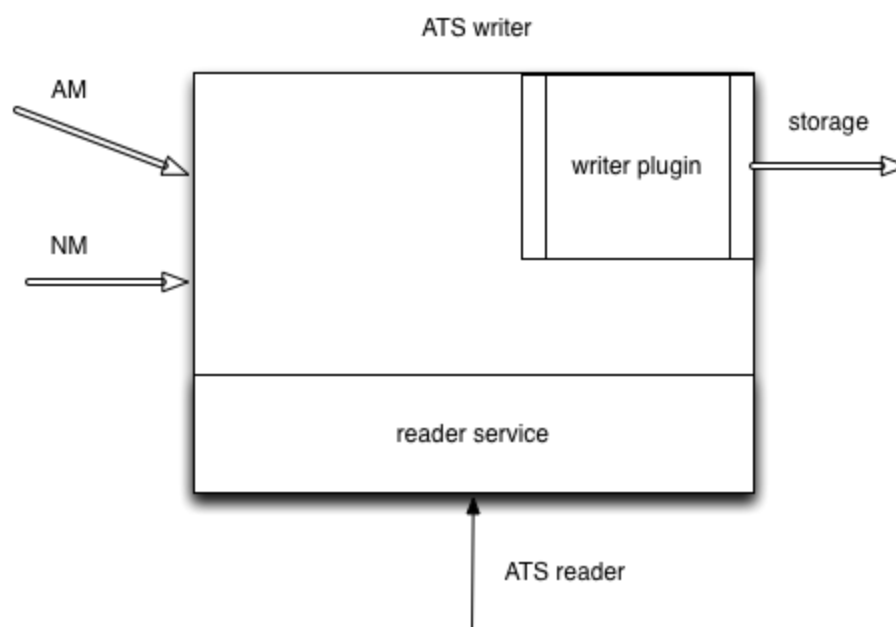 ATS writer
AM
storage
writer plugin
NM
reader service
ATS reader